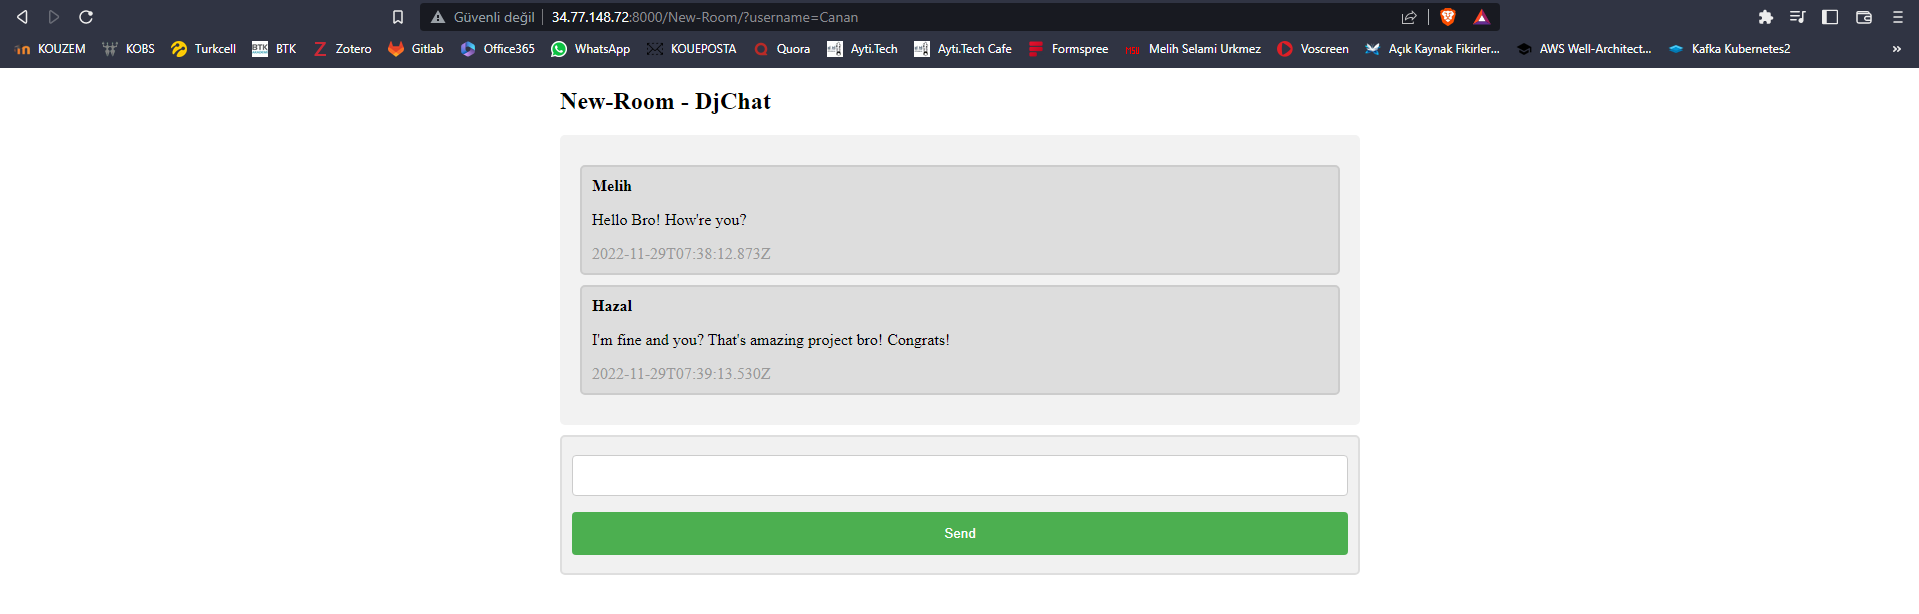 Güvenli değil 34.77.148.72:8000/New-Room/?username=Canan
KOUZEM KOBS Turkcell BTK BTK Zotero Gitlab Office365 WhatsApp KOUEPOSTA Quora Ayti.Tech Ayti.Tech Cafe Formspree Melih Selami Urkmez Voscreen Açık Kaynak Fikirler... AWS Well-Architect... Kafka Kubernetes2 »
New-Room - DjChat
Melih
Hello Bro! How're you?
2022-11-29T07:38:12.873Z
Hazal
I'm fine and you? That's amazing project bro! Congrats!
2022-11-29T07:39:13.530Z
Send